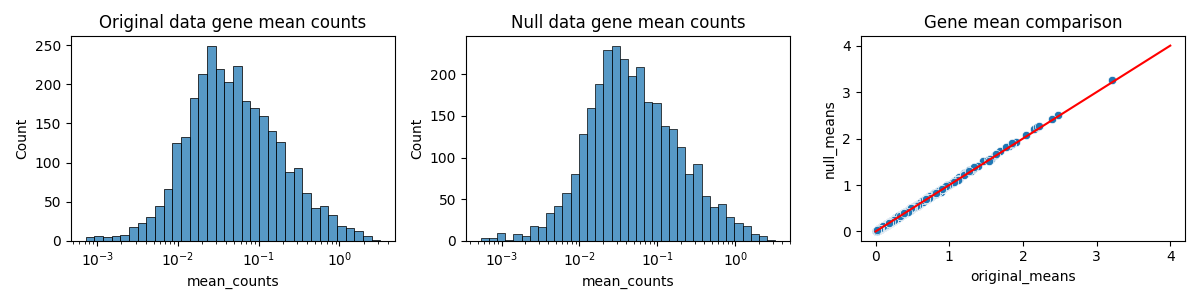 Original data gene mean counts
Count
250
200
150
100
50
0
10⁻³ 10⁻² 10⁻¹ 10⁰
mean_counts
Null data gene mean counts
Count
200
150
100
50
0
10⁻³ 10⁻² 10⁻¹ 10⁰
mean_counts
Gene mean comparison
null_means
4
3
2
1
0
0 1 2 3 4
original_means